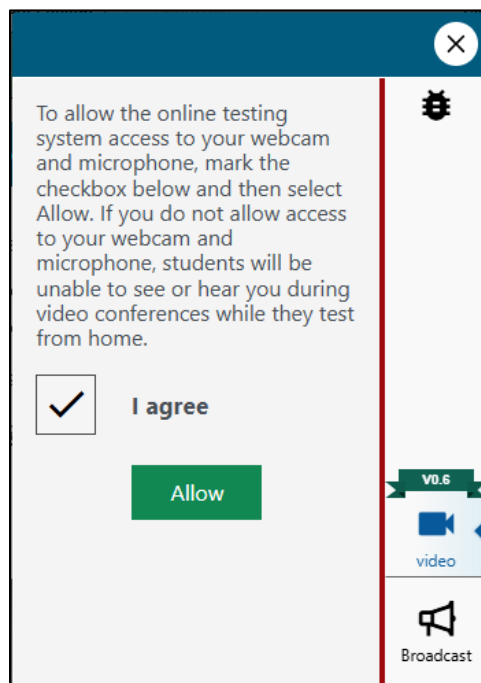 To allow the online testing
system access to your webcam
and microphone, mark the
checkbox below and then select
Allow. If you do not allow access
to your webcam and
microphone, students will be
unable to see or hear you during
video conferences while they test
from home.
I agree
Allow
V0.6
video
Broadcast